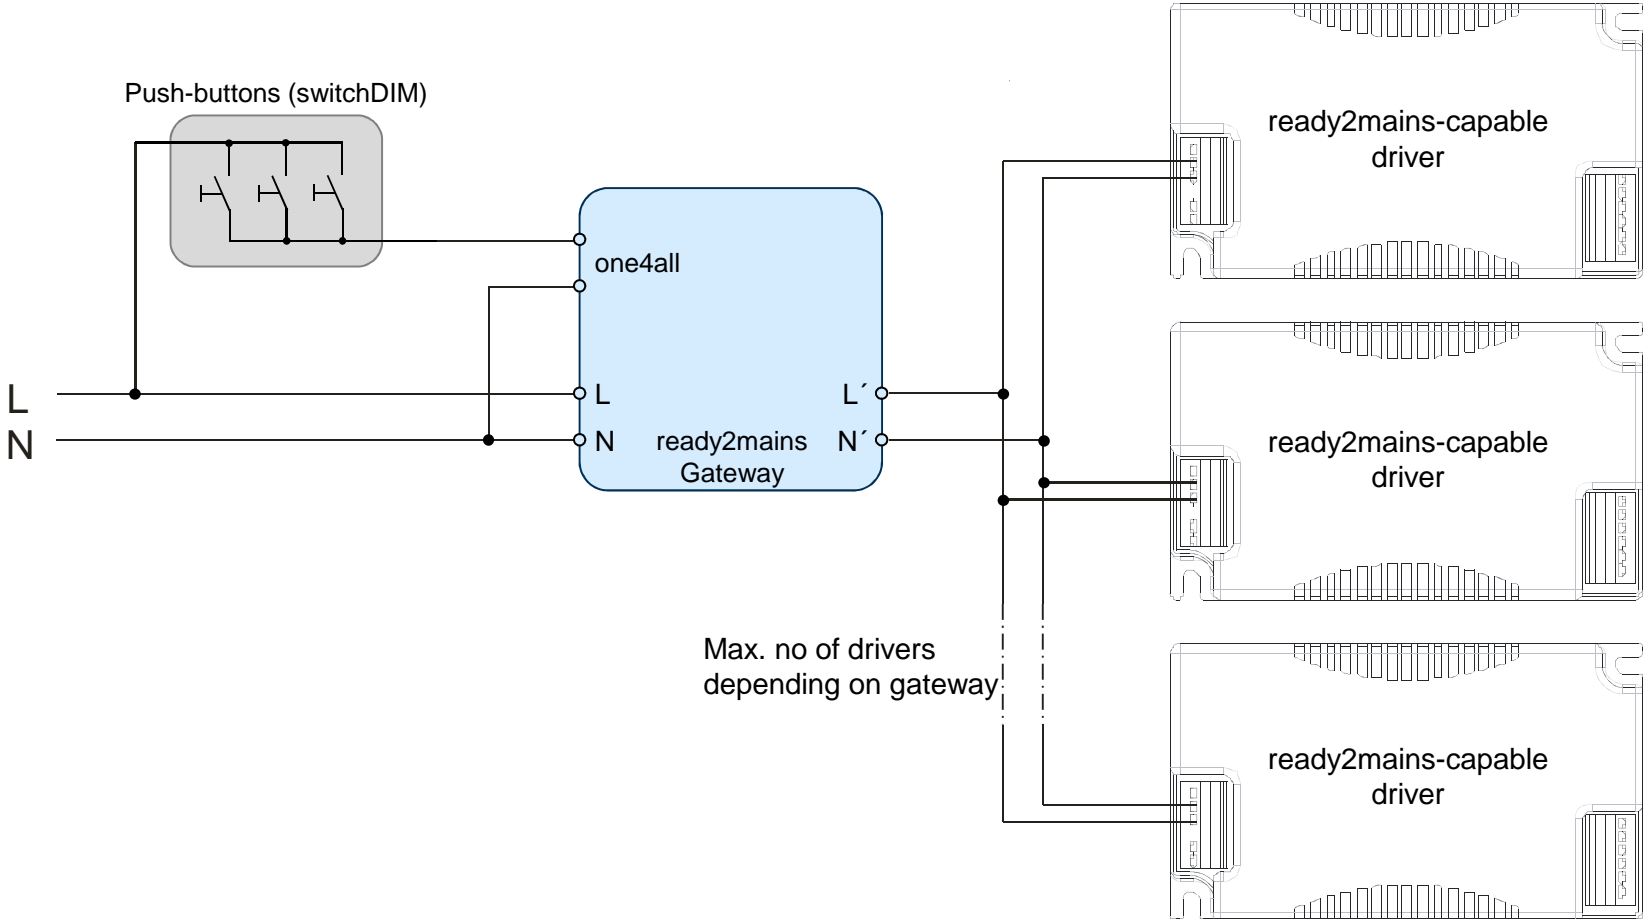 Push-buttons (switchDIM)
ready2mains-capable
driver
one4all
L
N
L
N
L´
N´
ready2mains
Gateway
ready2mains-capable
driver
Max. no of drivers
depending on gateway
ready2mains-capable
driver